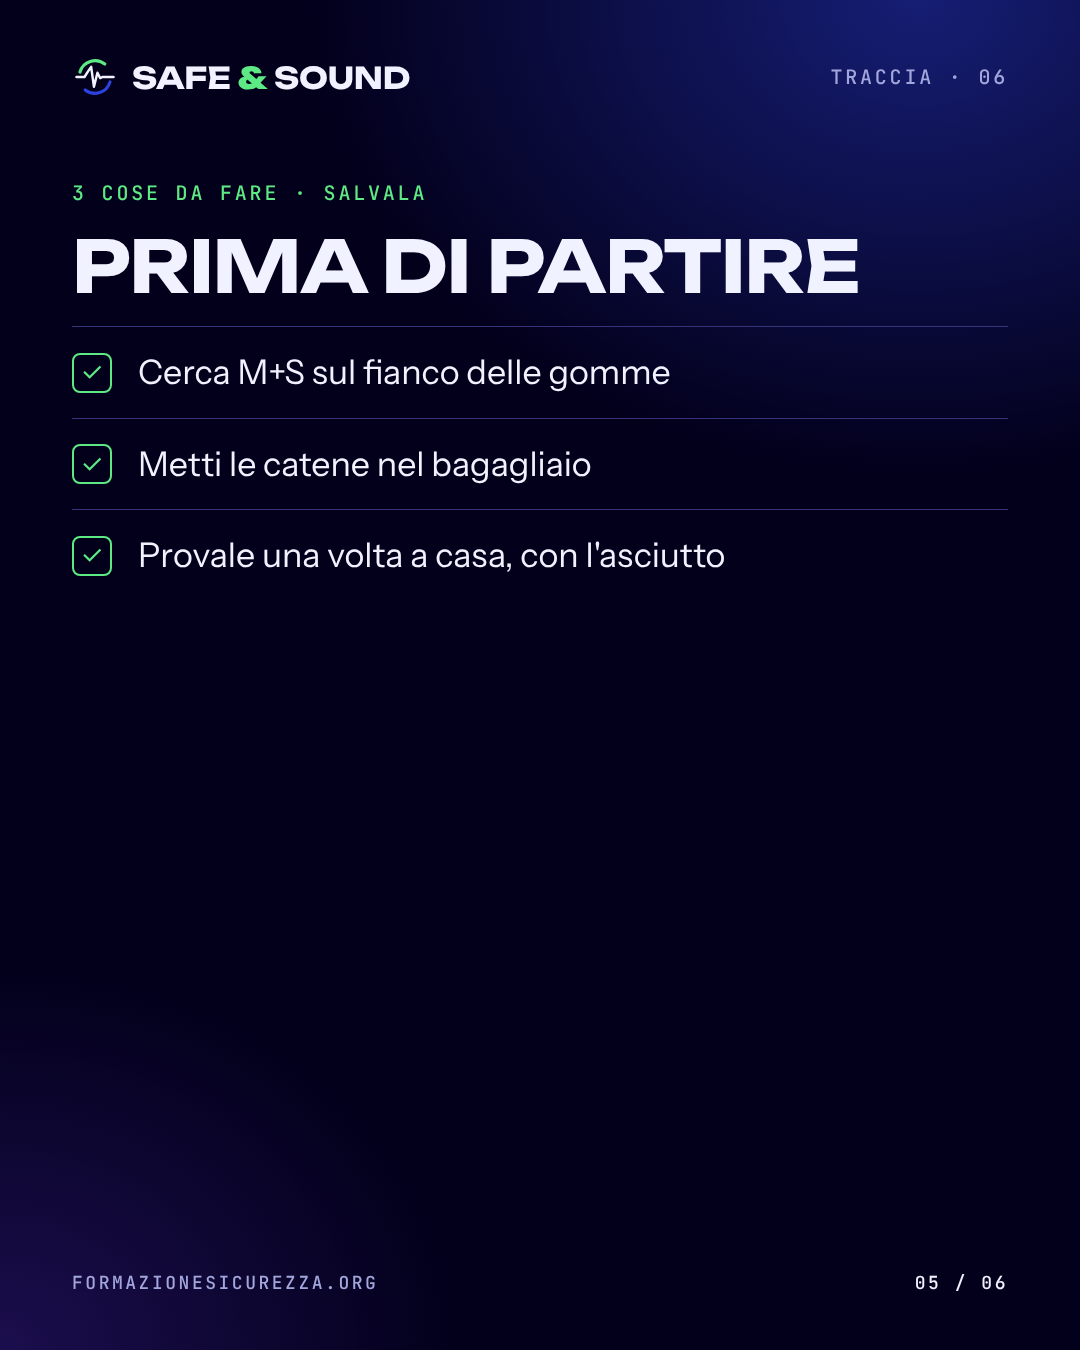 SAFE & SOUND
TRACCIA · 06
3 COSE DA FARE · SALVALA
PRIMA DI PARTIRE
Cerca M+S sul fianco delle gomme
Metti le catene nel bagagliaio
Provale una volta a casa, con l'asciutto
FORMAZIONESICUREZZA.ORG
05 / 06